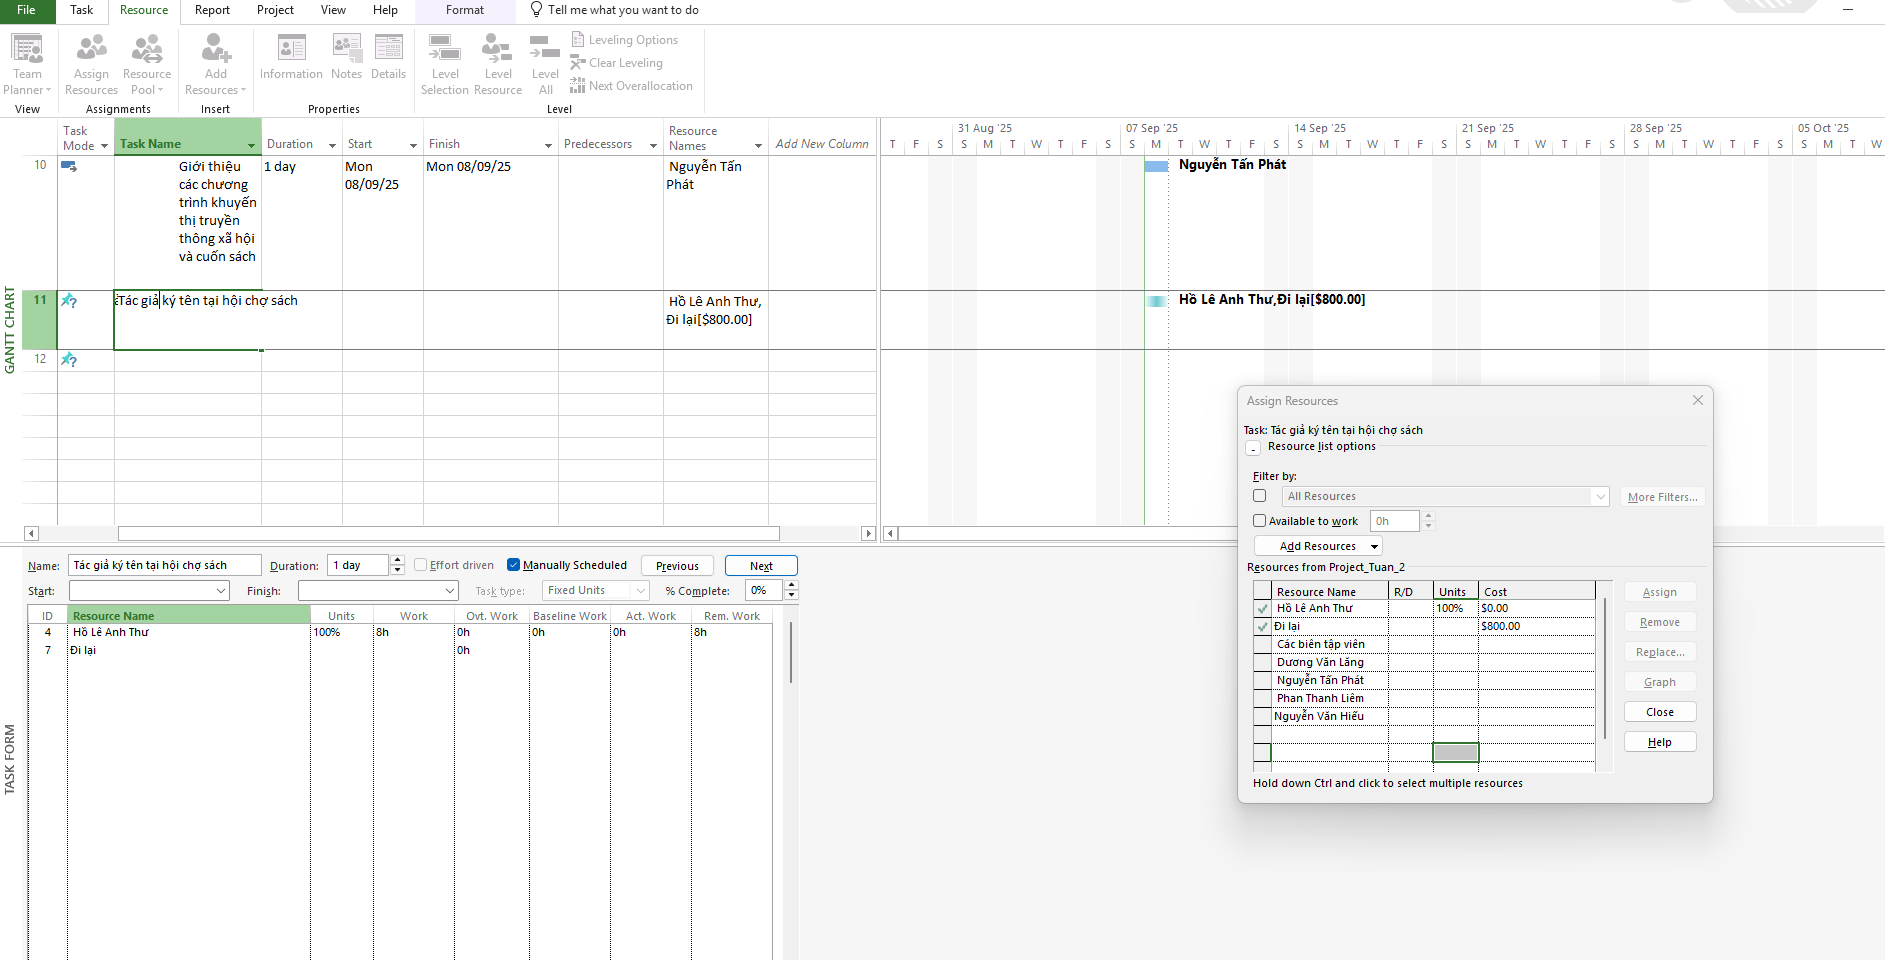 File Task Resource Report Project View Help Format Tell me what you want to do
Team Planner
Assign Resources
Resource Pool
Add Resources
Information
Notes
Details
Level Selection
Level Resource
Level All
Leveling Options
Clear Leveling
Next Overallocation
View Assignments Insert Properties Level
GANTT CHART
Task Mode Task Name Duration Start Finish Predecessors Resource Names Add New Column
10 Giới thiệu 1 day Mon Mon 08/09/25 Nguyễn Tấn
các chương 08/09/25 Phát
trình khuyến
thị truyền
thông xã hội
và cuốn sách
11 Tác giả ký tên tại hội chợ sách Hồ Lê Anh Thư,
Đi lại[$800.00]
12
31 Aug '25 07 Sep '25 14 Sep '25 21 Sep '25 28 Sep '25 05 Oct '25
T F S S M T W T F S S M T W T F S S M T W T F S S M T W T F S S M T W T F S S M T W
Nguyễn Tấn Phát
Hồ Lê Anh Thư,Đi lại[$800.00]
TASK FORM
Name: Tác giả ký tên tại hội chợ sách Duration: 1 day Effort driven Manually Scheduled Previous Next
Start: Finish: Task type: Fixed Units % Complete: 0%
ID Resource Name Units Work Ovt. Work Baseline Work Act. Work Rem. Work
4 Hồ Lê Anh Thư 100% 8h 0h 0h 0h 8h
7 Đi lại 0h
Assign Resources
Task: Tác giả ký tên tại hội chợ sách
- Resource list options
Filter by:
All Resources More Filters...
Available to work 0h
Add Resources
Resources from Project_Tuan_2
Resource Name R/D Units Cost
Hồ Lê Anh Thư 100% $0.00
Đi lại $800.00
Các biên tập viên
Dương Văn Lăng
Nguyễn Tấn Phát
Phan Thanh Liêm
Nguyễn Văn Hiếu
Assign
Remove
Replace...
Graph
Close
Help
Hold down Ctrl and click to select multiple resources